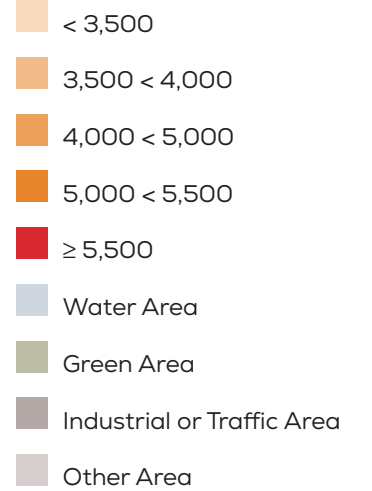 < 3,500
3,500 < 4,000
4,000 < 5,000
5,000 < 5,500
≥ 5,500
Water Area
Green Area
Industrial or Traffic Area
Other Area